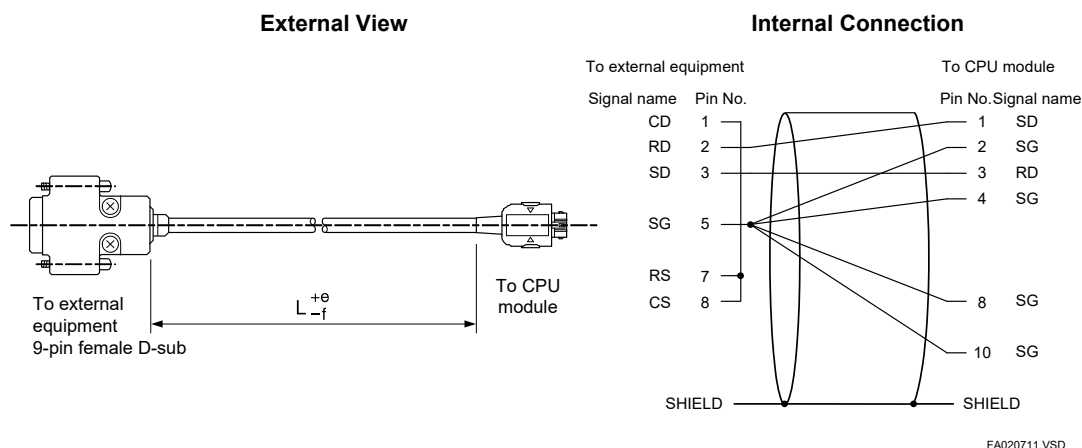 External View
Internal Connection
To external equipment
To CPU module
Signal name Pin No.
Pin No.Signal name
CD 1
1 SD
RD 2
2 SG
SD 3
3 RD
4 SG
SG 5
RS 7
CS 8
8 SG
10 SG
SHIELD
SHIELD
To external
equipment
9-pin female D-sub
L +e −f
To CPU
module
FA020711.VSD